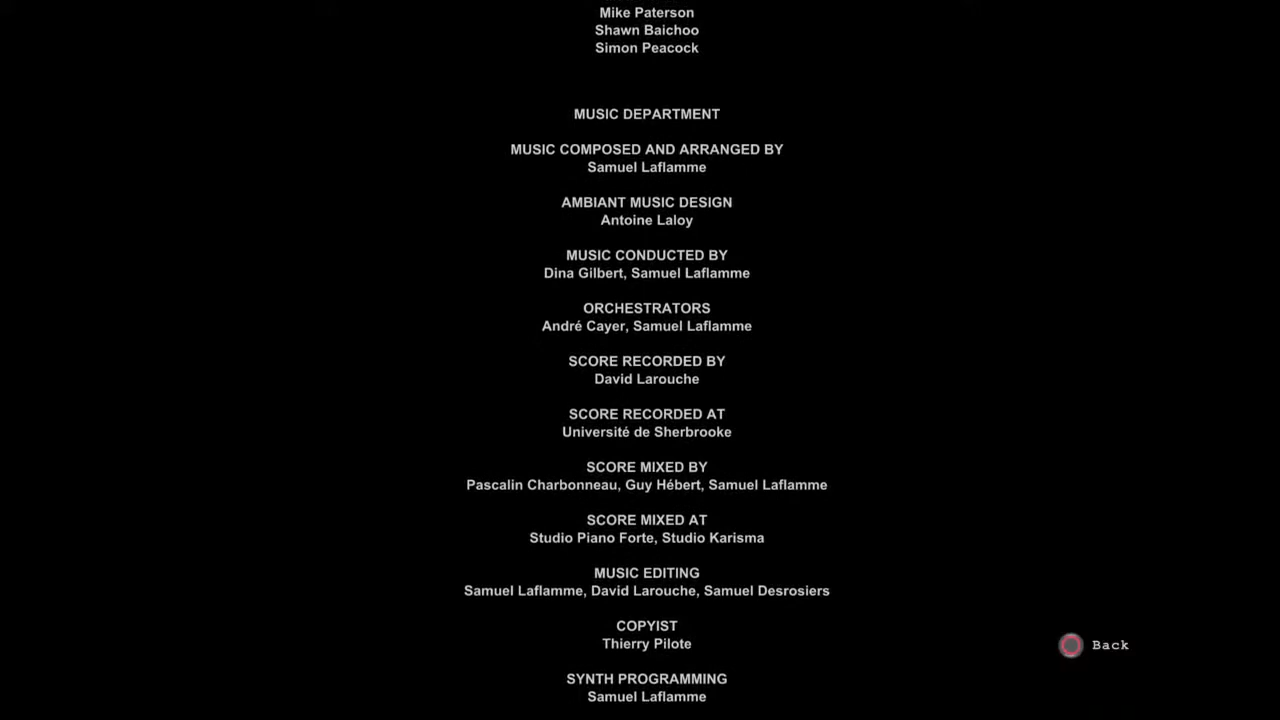 Mike Paterson
Shawn Baichoo
Simon Peacock
MUSIC DEPARTMENT
MUSIC COMPOSED AND ARRANGED BY
Samuel Laflamme
AMBIANT MUSIC DESIGN
Antoine Laloy
MUSIC CONDUCTED BY
Dina Gilbert, Samuel Laflamme
ORCHESTRATORS
André Cayer, Samuel Laflamme
SCORE RECORDED BY
David Larouche
SCORE RECORDED AT
Université de Sherbrooke
SCORE MIXED BY
Pascalin Charbonneau, Guy Hébert, Samuel Laflamme
SCORE MIXED AT
Studio Piano Forte, Studio Karisma
MUSIC EDITING
Samuel Laflamme, David Larouche, Samuel Desrosiers
COPYIST
Thierry Pilote
Back
SYNTH PROGRAMMING
Samuel Laflamme